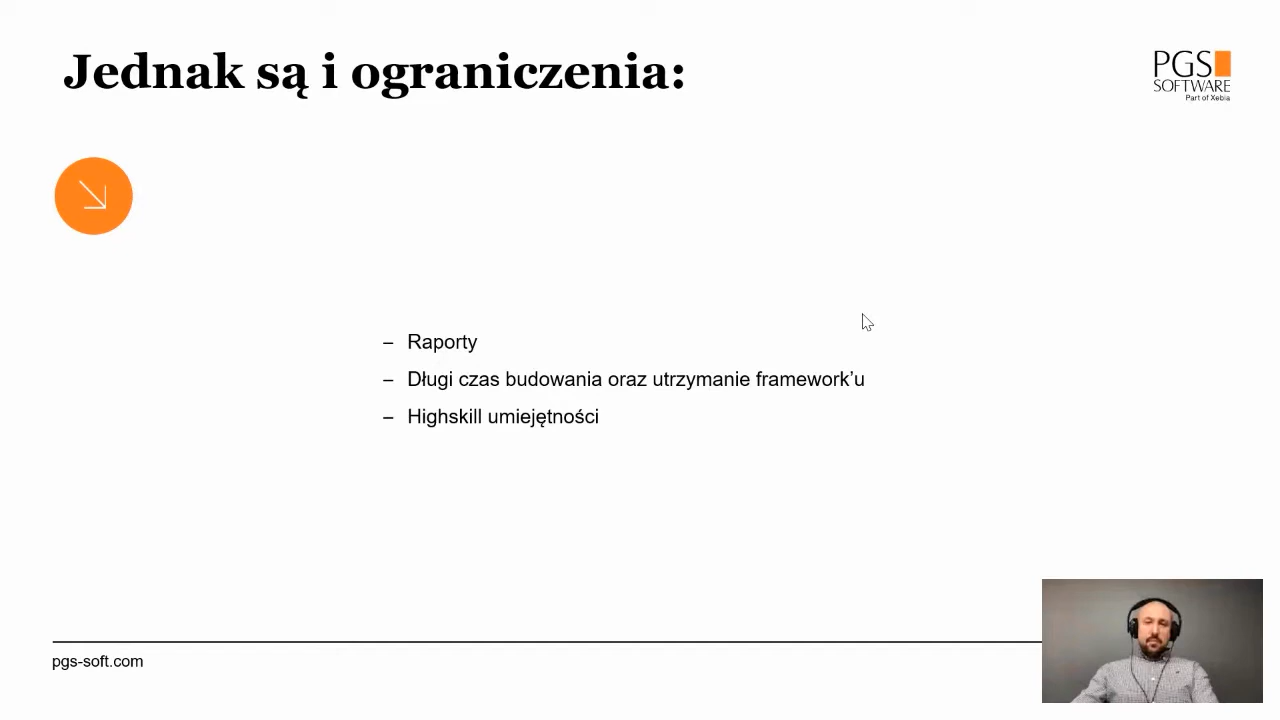 Jednak są i ograniczenia:
PGS
SOFTWARE
Part of Xebia
– Raporty
– Długi czas budowania oraz utrzymanie framework’u
– Highskill umiejętności
pgs-soft.com